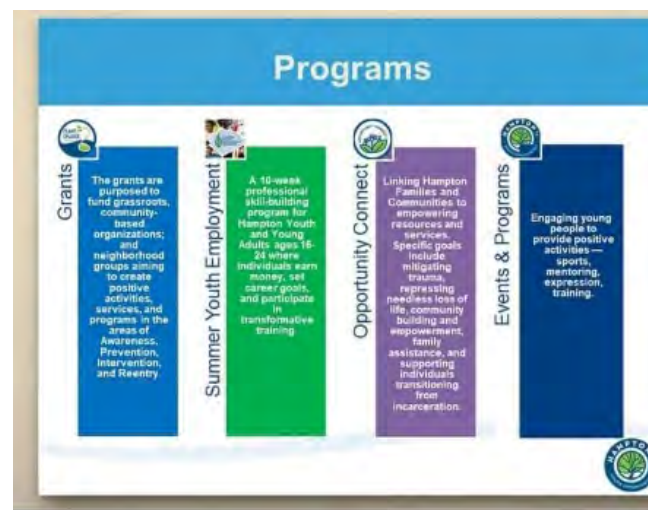 Programs
Grants
The grants are
purposed to
fund grassroots,
community-
based
organizations;
and
neighborhood
groups aiming
to create
positive
activities,
services, and
programs in the
areas of
Awareness,
Prevention,
Intervention,
and Reentry
Summer Youth Employment
A 10-week
professional
skill-building
program for
Hampton Youth
and Young
Adults ages 16-
24 where
individuals earn
money, set
career goals,
and participate
in
transformative
training
Opportunity Connect
Linking Hampton
Families and
Communities to
empowering
resources and
services.
Specific goals
include
mitigating
trauma,
repressing
needless loss of
life, community
building and
empowerment,
family
assistance, and
supporting
individuals
transitioning
from
incarceration.
Events & Programs
HAMPTON
Engaging young
people to
provide positive
activities —
sports,
mentoring,
expression,
training.
HAMPTON